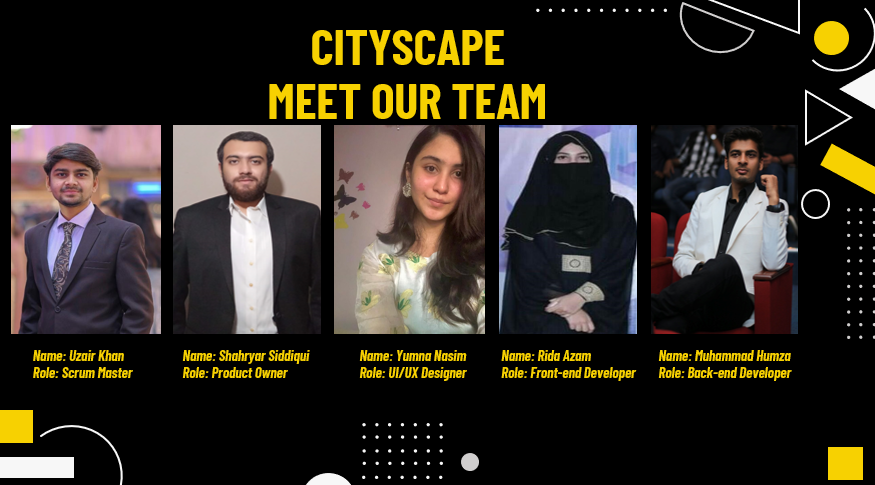 CITYSCAPE
MEET OUR TEAM
Name: Uzair Khan
Role: Scrum Master
Name: Shahryar Siddiqui
Role: Product Owner
Name: Yumna Nasim
Role: UI/UX Designer
Name: Rida Azam
Role: Front-end Developer
Name: Muhammad Humza
Role: Back-end Developer